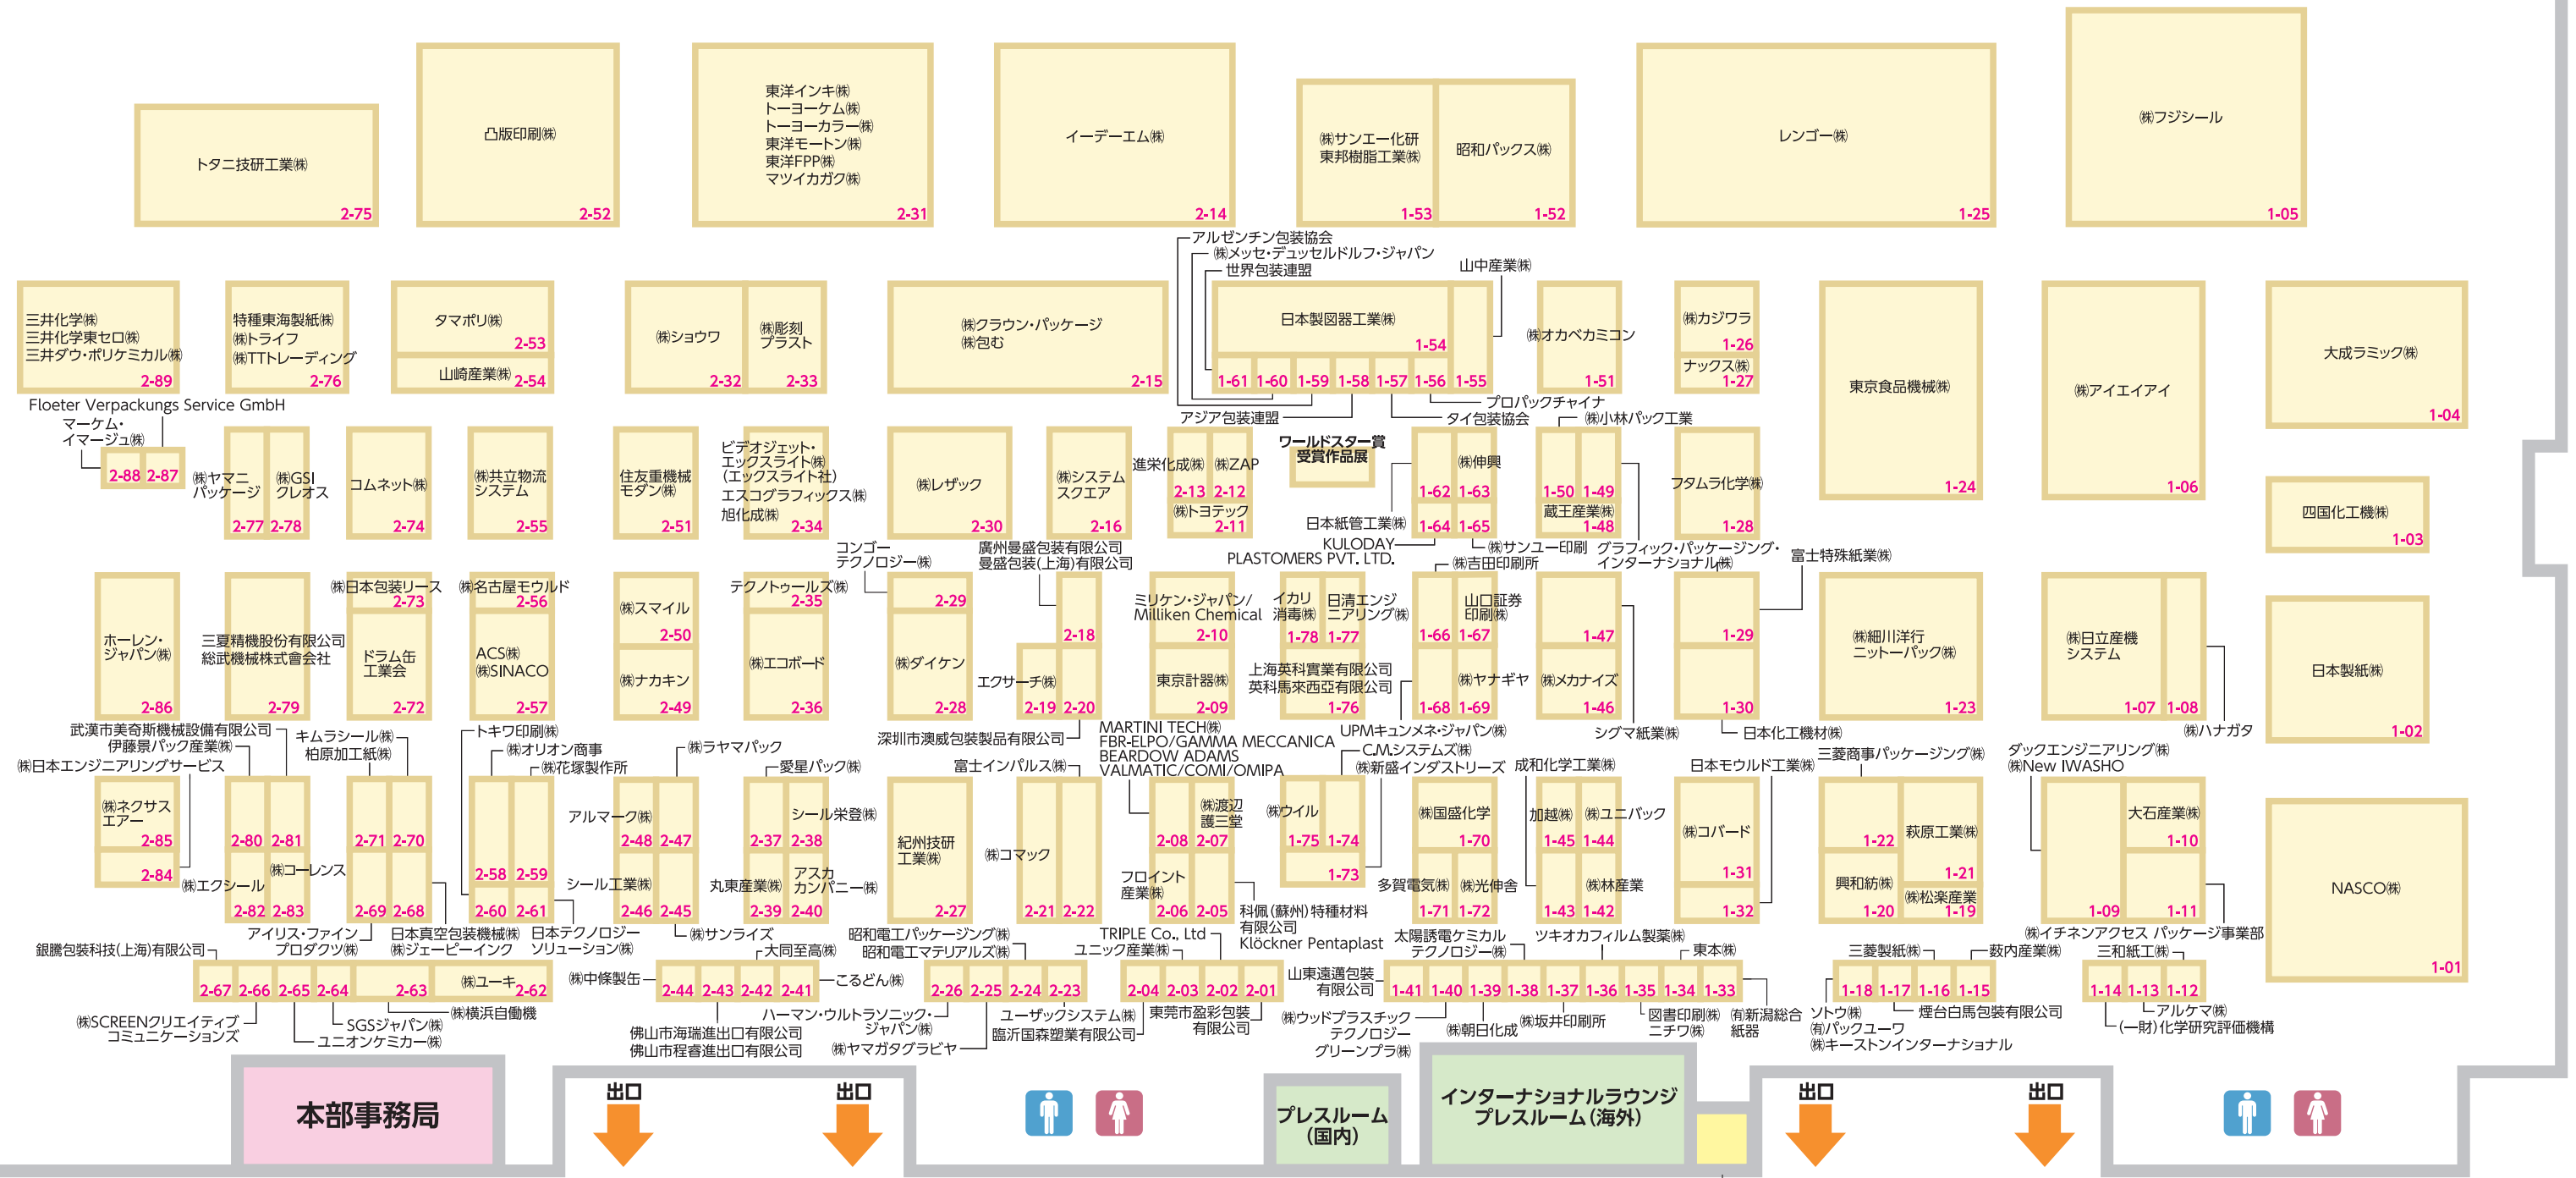 トタニ技研工業㈱
2-75
凸版印刷㈱
2-52
東洋インキ㈱
トーヨーケム㈱
トーヨーカラー㈱
東洋モートン㈱
東洋FPP㈱
マツイカガク㈱
2-31
イーデーエム㈱
2-14
㈱サンエー化研
東邦樹脂工業㈱
1-53
昭和パックス㈱
1-52
レンゴー㈱
1-25
㈱フジシール
1-05
アルゼンチン包装協会
㈱メッセ・デュッセルドルフ・ジャパン
世界包装連盟
山中産業㈱
三井化学㈱
三井化学東セロ㈱
三井ダウ・ポリケミカル㈱
2-89
特種東海製紙㈱
㈱トライフ
㈱TTトレーディング
2-76
タマポリ㈱
2-53
山崎産業㈱
2-54
㈱ショウワ
2-32
㈱彫刻
プラスト
2-33
㈱クラウン・パッケージ
㈱包む
2-15
日本製図器工業㈱
1-54
1-61
1-60
1-59
1-58
1-57
1-56
1-55
㈱オカベカミコン
1-51
㈱カジワラ
1-26
ナックス㈱
1-27
東京食品機械㈱
1-24
㈱アイエイアイ
1-06
大成ラミック㈱
1-04
アジア包装連盟
タイ包装協会
プロパックチャイナ
㈱小林パック工業
Floeter Verpackungs Service GmbH
マーケム・
イマージュ㈱
2-88
2-87
㈱ヤマニ
パッケージ
2-77
㈱GSI
クレオス
2-78
コムネット㈱
2-74
㈱共立物流
システム
2-55
住友重機械
モダン㈱
2-51
ビデオジェット・
エックスライト㈱
(エックスライト社)
エスコグラフィックス㈱
旭化成㈱
2-34
㈱レザック
2-30
㈱システム
スクエア
2-16
進栄化成㈱
2-13
㈱ZAP
2-12
㈱トヨテック
2-11
ワールドスター賞
受賞作品展
㈱伸興
1-62
1-63
1-64
1-65
日本紙管工業㈱
KULODAY
PLASTOMERS PVT. LTD.
㈱サンユー印刷
1-50
1-49
蔵王産業㈱
1-48
グラフィック・パッケージング・
インターナショナル㈱
フタムラ化学㈱
1-28
四国化工機㈱
1-03
富士特殊紙業㈱
㈱吉田印刷所
コンゴー
テクノロジー㈱
廣州曼盛包装有限公司
曼盛包装(上海)有限公司
ホーレン・
ジャパン㈱
2-86
三夏精機股份有限公司
総武機械株式會会社
2-79
㈱日本包装リース
2-73
ドラム缶
工業会
2-72
㈱名古屋モウルド
2-56
ACS㈱
㈱SINACO
2-57
㈱スマイル
2-50
㈱ナカキン
2-49
テクノトゥールズ㈱
2-35
㈱エコボード
2-36
2-29
㈱ダイケン
2-28
2-18
エクサーチ㈱
2-19
2-20
深圳市澳威包裝製品有限公司
ミリケン・ジャパン/
Milliken Chemical
2-10
東京計器㈱
2-09
イカリ
消毒㈱
1-78
日清エンジ
ニアリング㈱
1-77
上海英科實業有限公司
英科馬來西亞有限公司
1-76
1-66
山口証券
印刷㈱
1-67
1-68
㈱ヤナギヤ
1-69
UPMキュンメネ・ジャパン㈱
1-47
㈱メカナイズ
1-46
シグマ紙業㈱
1-29
1-30
日本化工機材㈱
㈱細川洋行
ニットーパック㈱
1-23
㈱日立産機
システム
1-07
1-08
㈱ハナガタ
日本製紙㈱
1-02
武漢市美奇斯機械設備有限公司
伊藤景パック産業㈱
㈱日本エンジニアリングサービス
キムラシール㈱
柏原加工紙㈱
トキワ印刷㈱
㈱オリオン商事
㈱花塚製作所
㈱ラヤマパック
愛星パック㈱
富士インパルス㈱
MARTINI TECH㈱
FBR-ELPO/GAMMA MECCANICA
BEARDOW ADAMS
VALMATIC/COMI/OMIPA
C.M.システムズ㈱
㈱新盛インダストリーズ
成和化学工業㈱
日本モウルド工業㈱
三菱商事パッケージング㈱
ダックエンジニアリング㈱
㈱New IWASHO
㈱ネクサス
エアー
2-85
2-84
2-80
2-81
㈱エクシール
2-82
㈱コーレンス
2-83
2-71
2-70
2-69
2-68
2-58
2-59
2-60
2-61
アルマーク㈱
2-48
2-47
シール工業㈱
2-46
2-45
2-37
シール栄登㈱
2-38
丸東産業㈱
2-39
アスカ
カンパニー㈱
2-40
紀州技研
工業㈱
2-27
㈱コマック
2-21
2-22
2-08
㈱渡辺
護三堂
2-07
フロイント
産業㈱
2-06
2-05
㈱ウイル
1-75
1-74
1-73
㈱国盛化学
1-70
多賀電気㈱
1-71
㈱光伸舎
1-72
加越㈱
1-45
㈱ユニパック
1-44
1-43
㈱林産業
1-42
㈱コバード
1-31
1-32
1-22
萩原工業㈱
1-21
興和紡㈱
1-20
㈱松楽産業
1-19
1-09
大石産業㈱
1-10
1-11
NASCO㈱
1-01
アイリス・ファイン
プロダクツ㈱
日本真空包装機械㈱
㈱ジェーピーインク
日本テクノロジー
ソリューション㈱
㈱サンライズ
科佩(蘇州)特種材料
有限公司
Klöckner Pentaplast
㈱イチネンアクセス パッケージ事業部
銀騰包裝科技(上海)有限公司
2-67
2-66
2-65
2-64
2-63
㈱ユーキ
2-62
㈱SCREENクリエイティブ
コミュニケーションズ
ユニオンケミカー㈱
SGSジャパン㈱
㈱横浜自働機
㈱中條製缶
大同至高㈱
2-44
2-43
2-42
2-41
こるどん㈱
佛山市海瑞進出口有限公司
佛山市程睿進出口有限公司
昭和電工パッケージング㈱
昭和電工マテリアルズ㈱
2-26
2-25
2-24
2-23
ハーマン・ウルトラソニック・
ジャパン㈱
㈱ヤマガタグラビヤ
ユーザックシステム㈱
TRIPLE Co., Ltd
ユニック産業㈱
2-04
2-03
2-02
2-01
臨沂国森塑業有限公司
東莞市盈彩包裝
有限公司
太陽誘電ケミカル
テクノロジー㈱
ツキオカフィルム製薬㈱
東本㈱
山東遠邁包裝
有限公司
1-41
1-40
1-39
1-38
1-37
1-36
1-35
1-34
1-33
㈱ウッドプラスチック
テクノロジー
グリーンプラ㈱
㈱朝日化成
㈱坂井印刷所
図書印刷㈱
ニチワ㈱
㈲新潟総合
紙器
三菱製紙㈱
薮内産業㈱
1-18
1-17
1-16
1-15
ソトウ㈱
㈲パックユーワ
㈱キーストンインターナショナル
煙台白馬包装有限公司
三和紙工㈱
1-14
1-13
1-12
アルケマ㈱
(一財)化学研究評価機構
本部事務局
出口
出口
プレスルーム
(国内)
インターナショナルラウンジ
プレスルーム(海外)
出口
出口